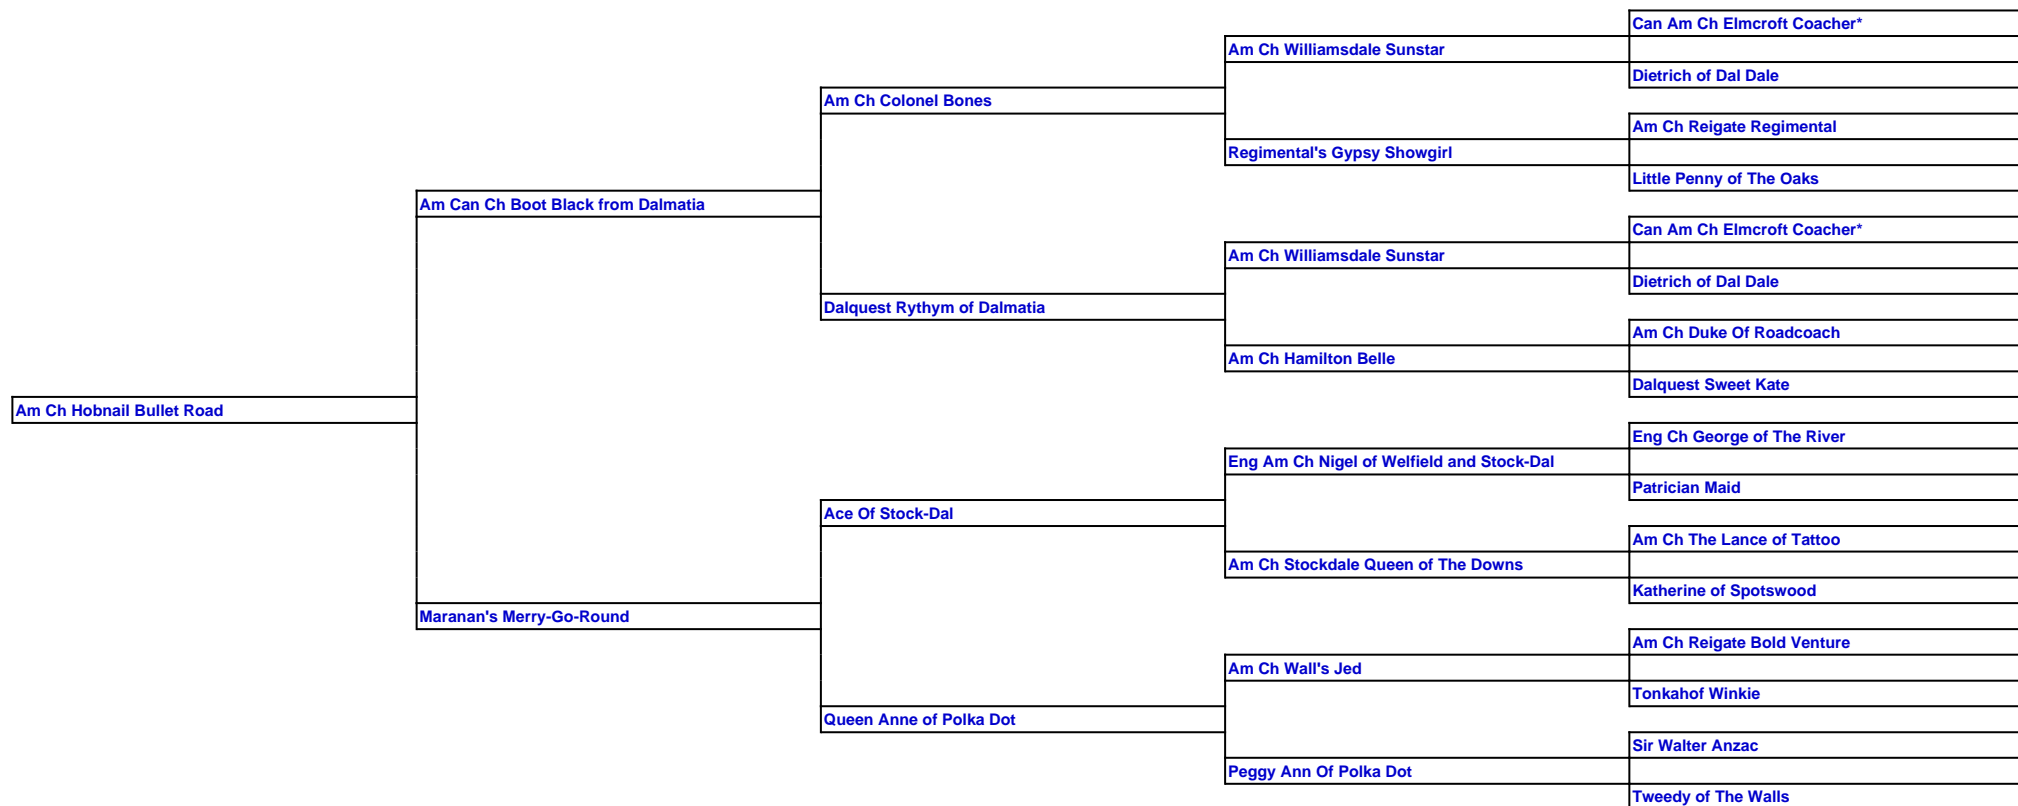 Can Am Ch Elmcroft Coacher*
Am Ch Williamsdale Sunstar
Dietrich of Dal Dale
Am Ch Colonel Bones
Am Ch Reigate Regimental
Regimental's Gypsy Showgirl
Little Penny of The Oaks
Am Can Ch Boot Black from Dalmatia
Can Am Ch Elmcroft Coacher*
Am Ch Williamsdale Sunstar
Dietrich of Dal Dale
Dalquest Rythym of Dalmatia
Am Ch Duke Of Roadcoach
Am Ch Hamilton Belle
Dalquest Sweet Kate
Am Ch Hobnail Bullet Road
Eng Ch George of The River
Eng Am Ch Nigel of Welfield and Stock-Dal
Patrician Maid
Ace Of Stock-Dal
Am Ch The Lance of Tattoo
Am Ch Stockdale Queen of The Downs
Katherine of Spotswood
Maranan's Merry-Go-Round
Am Ch Reigate Bold Venture
Am Ch Wall's Jed
Tonkahof Winkie
Queen Anne of Polka Dot
Sir Walter Anzac
Peggy Ann Of Polka Dot
Tweedy of The Walls